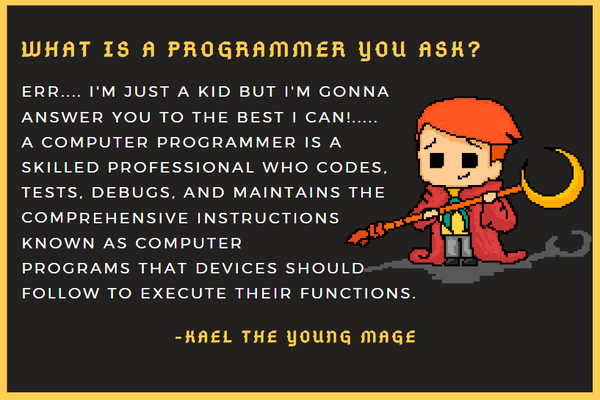 WHAT IS A PROGRAMMER YOU ASK?
ERR.... I'M JUST A KID BUT I'M GONNA
ANSWER YOU TO THE BEST I CAN!.....
A COMPUTER PROGRAMMER IS A
SKILLED PROFESSIONAL WHO CODES,
TESTS, DEBUGS, AND MAINTAINS THE
COMPREHENSIVE INSTRUCTIONS
KNOWN AS COMPUTER
PROGRAMS THAT DEVICES SHOULD
FOLLOW TO EXECUTE THEIR FUNCTIONS.
-KAEL THE YOUNG MAGE